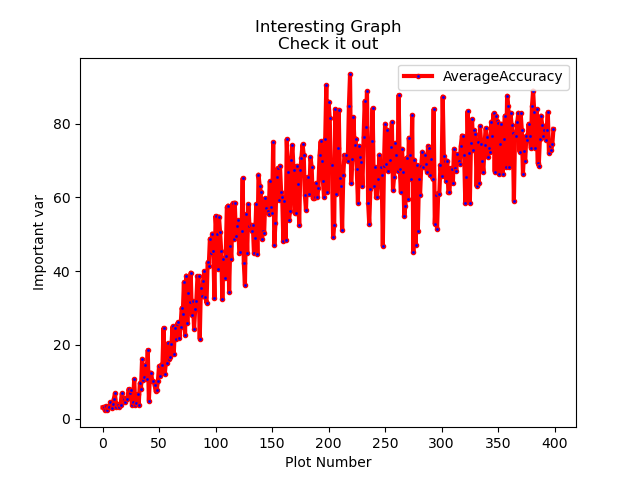 Interesting Graph
Check it out
AverageAccuracy
Important var
80
60
40
20
0
0 50 100 150 200 250 300 350 400
Plot Number